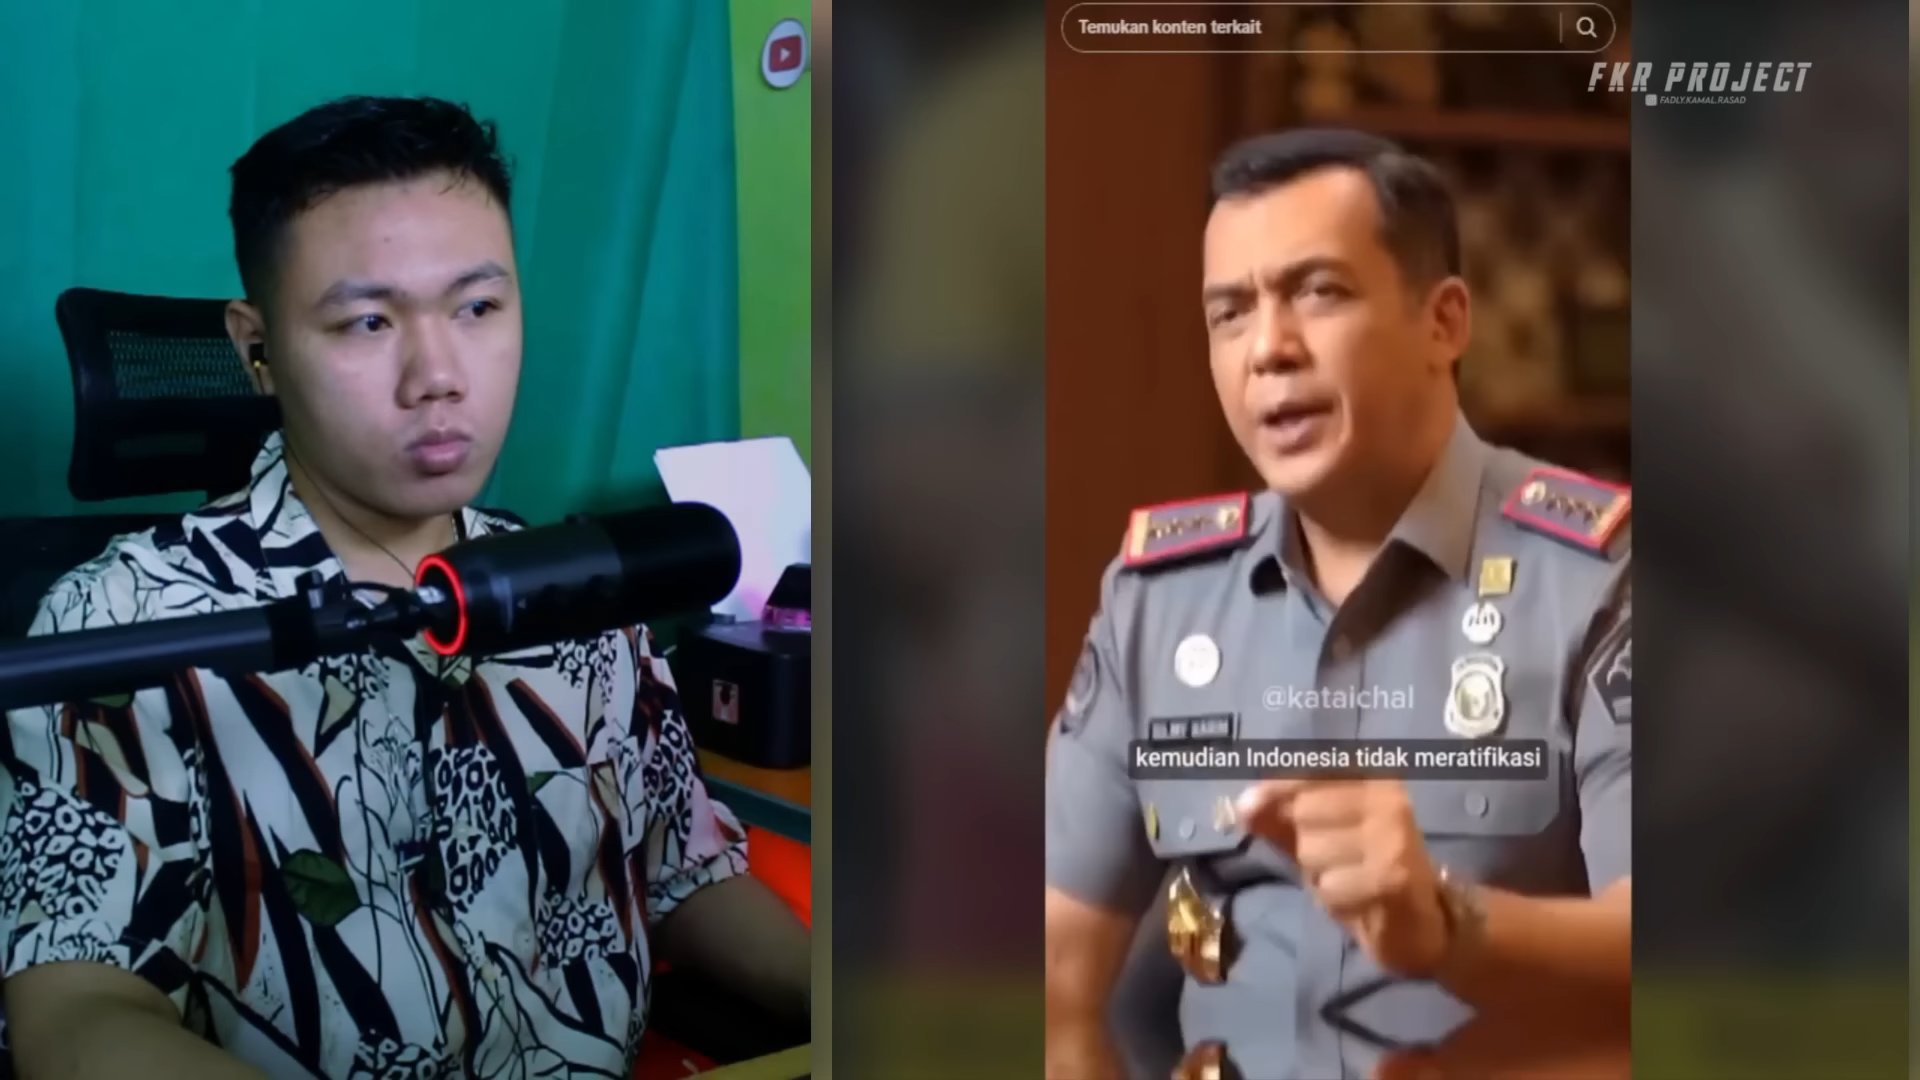 Temukan konten terkait
FKR PROJECT
FADLY.KAMAL.RASAD
@kataichal
kemudian Indonesia tidak meratifikasi